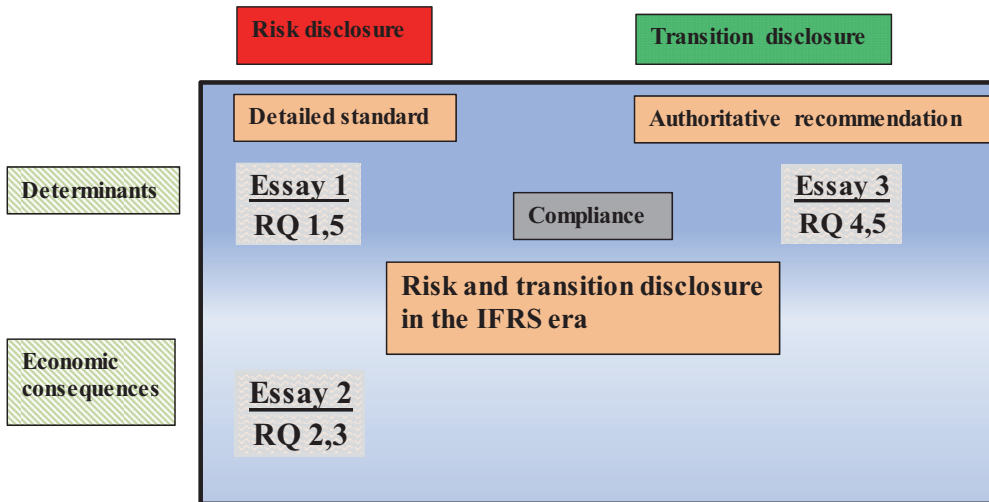 Risk disclosure
Transition disclosure
Detailed standard
Authoritative recommendation
Determinants
Essay 1
RQ 1,5
Compliance
Essay 3
RQ 4,5
Risk and transition disclosure
in the IFRS era
Economic
consequences
Essay 2
RQ 2,3